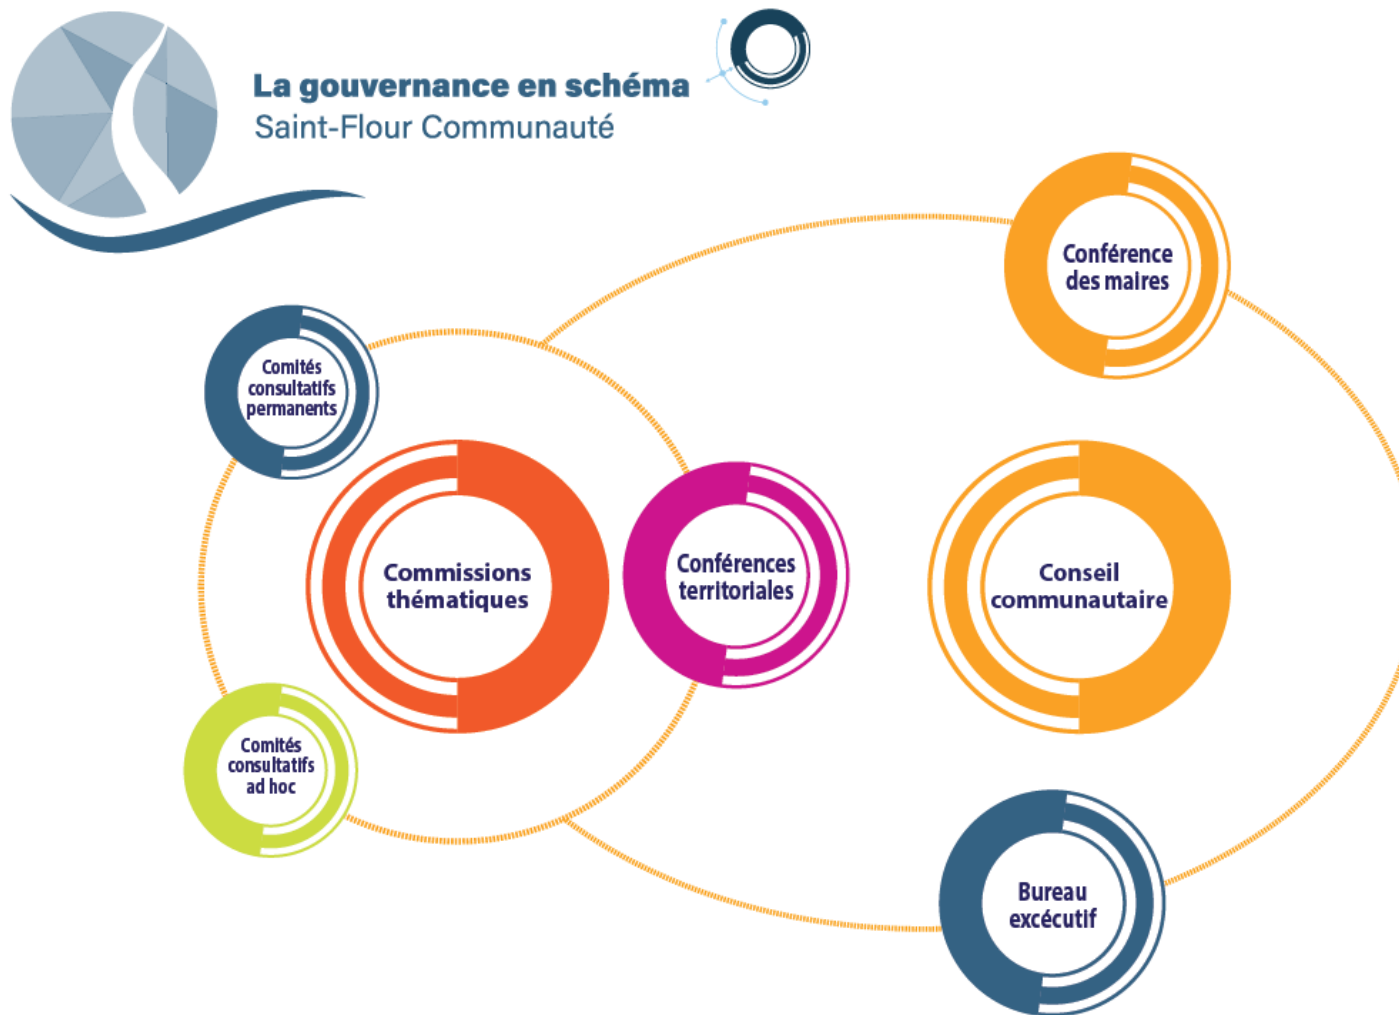 La gouvernance en schéma
Saint-Flour Communauté
Conférence
des maires
Comités
consultatifs
permanents
Commissions
thématiques
Conférences
territoriales
Conseil
communautaire
Comités
consultatifs
ad hoc
Bureau
excécutif